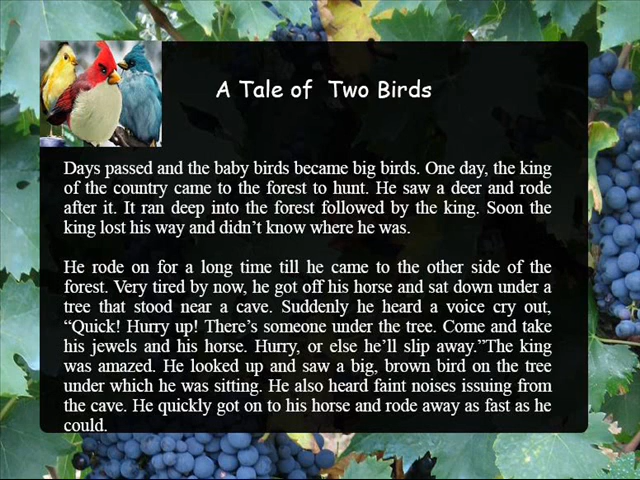 A Tale of Two Birds
Days passed and the baby birds became big birds. One day, the king
of the country came to the forest to hunt. He saw a deer and rode
after it. It ran deep into the forest followed by the king. Soon the
king lost his way and didn’t know where he was.
He rode on for a long time till he came to the other side of the
forest. Very tired by now, he got off his horse and sat down under a
tree that stood near a cave. Suddenly he heard a voice cry out,
“Quick! Hurry up! There’s someone under the tree. Come and take
his jewels and his horse. Hurry, or else he’ll slip away.”The king
was amazed. He looked up and saw a big, brown bird on the tree
under which he was sitting. He also heard faint noises issuing from
the cave. He quickly got on to his horse and rode away as fast as he
could.